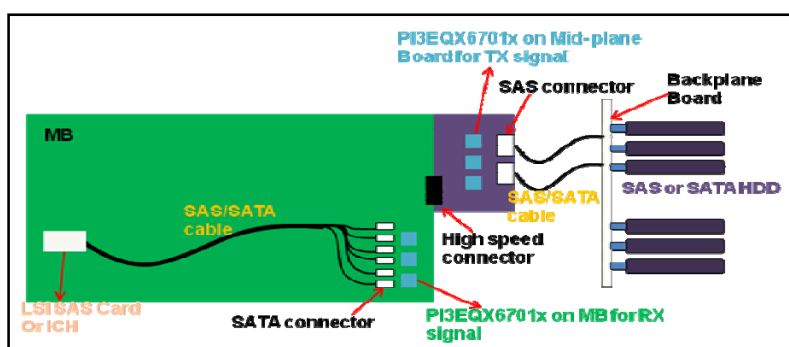 PI3EQX6701x on Mid-plane
Board for TX signal
SAS connector
Backplane
Board
MB
SAS/SATA
cable
SAS or SATA HDD
SAS/SATA
cable
High speed
connector
LSI SAS Card
Or ICH
SATA connector
PI3EQX6701x on MB for RX
signal